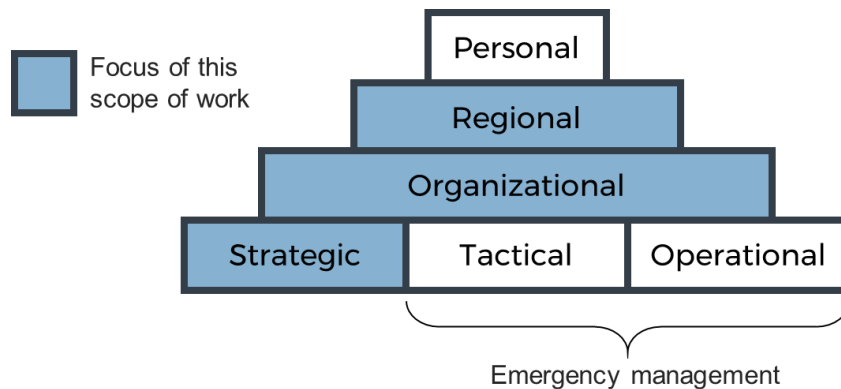 Personal
Focus of this
scope of work
Regional
Organizational
Strategic
Tactical
Operational
Emergency management